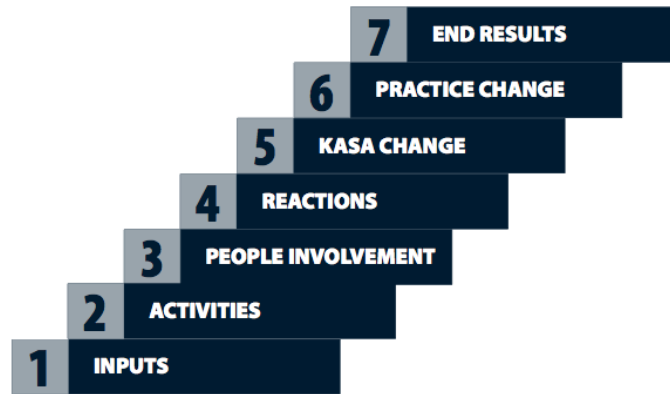 7 END RESULTS
6 PRACTICE CHANGE
5 KASA CHANGE
4 REACTIONS
3 PEOPLE INVOLVEMENT
2 ACTIVITIES
1 INPUTS